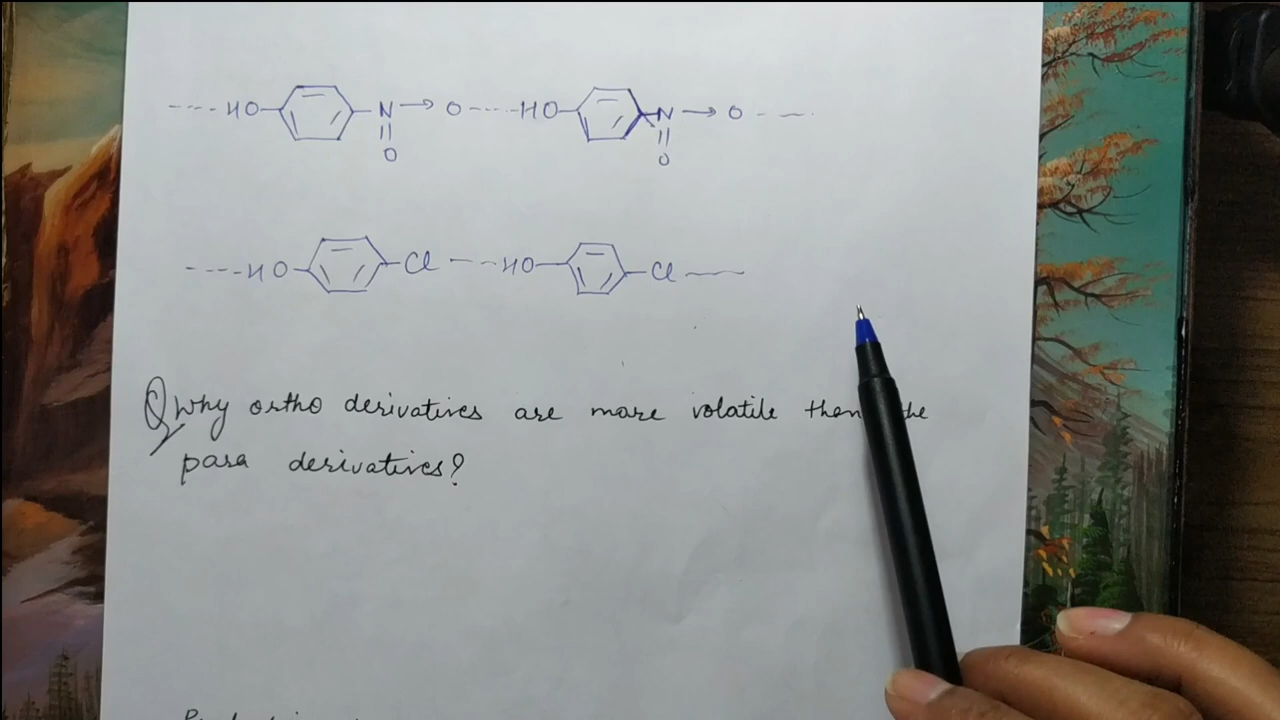 ---- HO N → O ---- HO N → O ---
O O
---- HO Cl ---- HO Cl ---
Q Why ortho derivatives are more volatile than the
para derivatives?